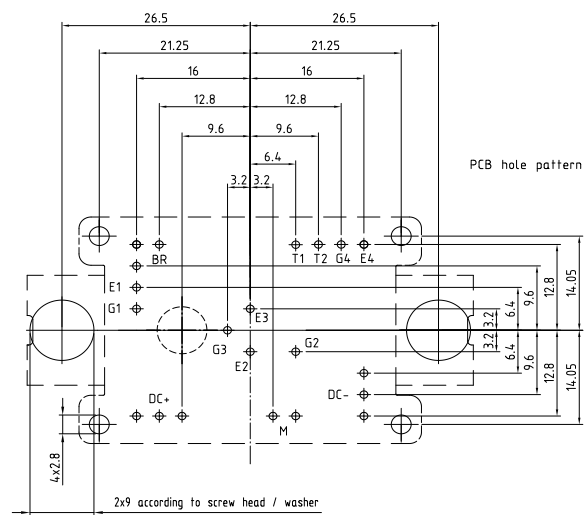 26.5 26.5
21.25 21.25
16 16
12.8 12.8
9.6 9.6
6.4
3.2 3.2
PCB hole pattern
BR T1 T2 G4 E4
E1
G1 E3
G3 G2
E2
DC-
DC+
M
3.2 6.4 9.6 12.8 14.05
3.2 6.4 9.6 12.8 14.05
4x2.8
2x9 according to screw head / washer